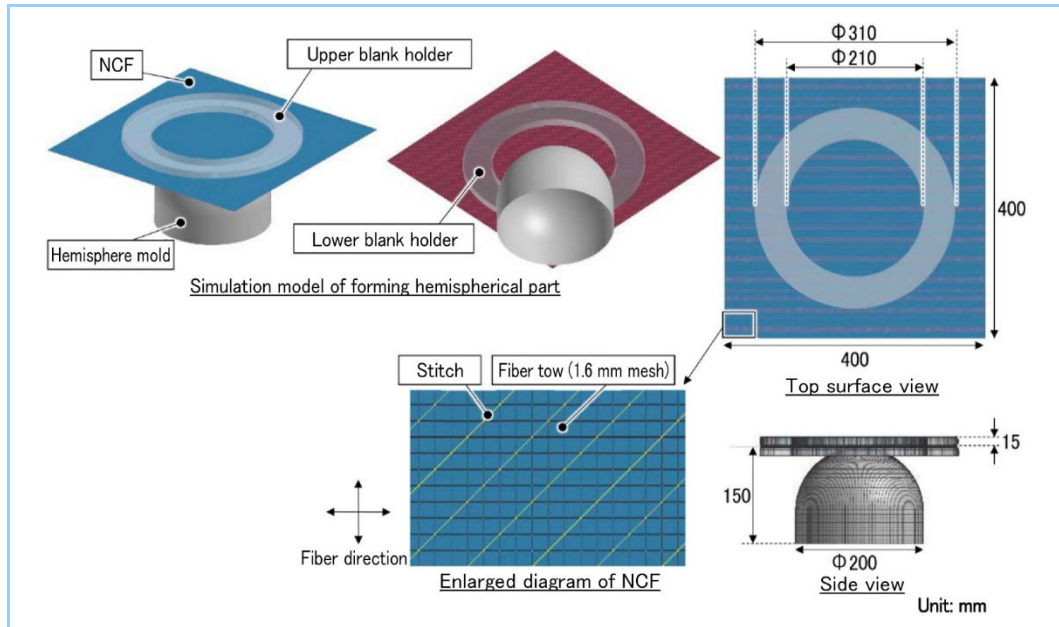 NCF
Upper blank holder
Hemisphere mold
Lower blank holder
Simulation model of forming hemispherical part
Φ310
Φ210
400
400
Top surface view
Stitch
Fiber tow (1.6 mm mesh)
Fiber direction
Enlarged diagram of NCF
15
150
Φ200
Side view
Unit: mm